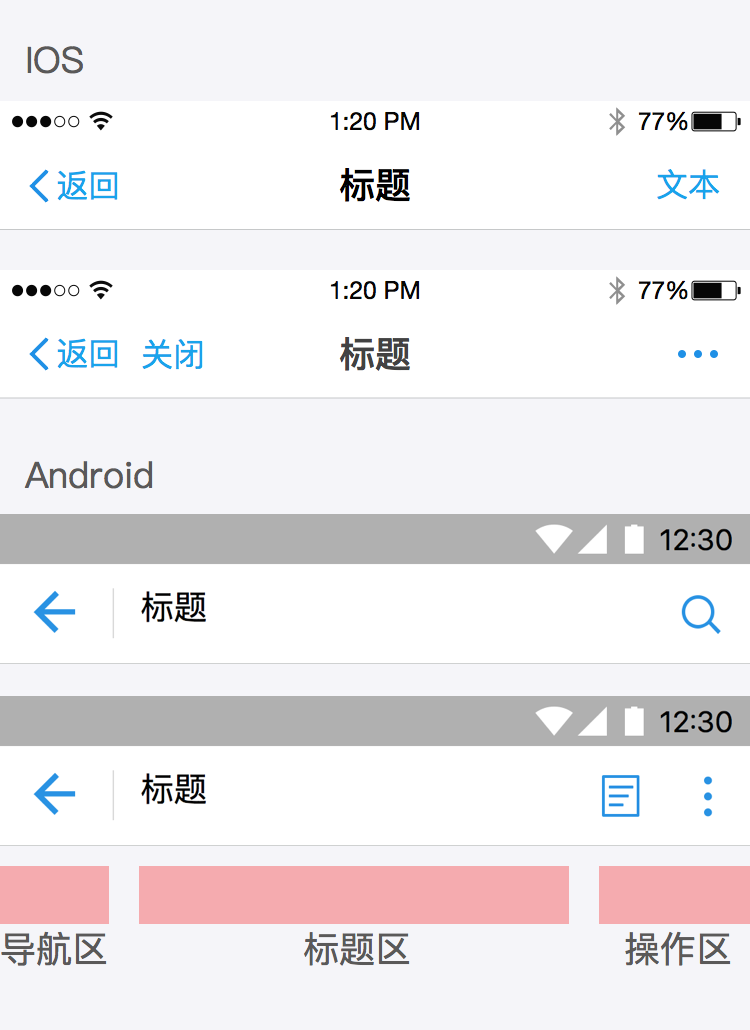 IOS
1:20 PM 77%
返回 标题 文本
1:20 PM 77%
返回 关闭 标题
Android
12:30
标题
12:30
标题
导航区 标题区 操作区